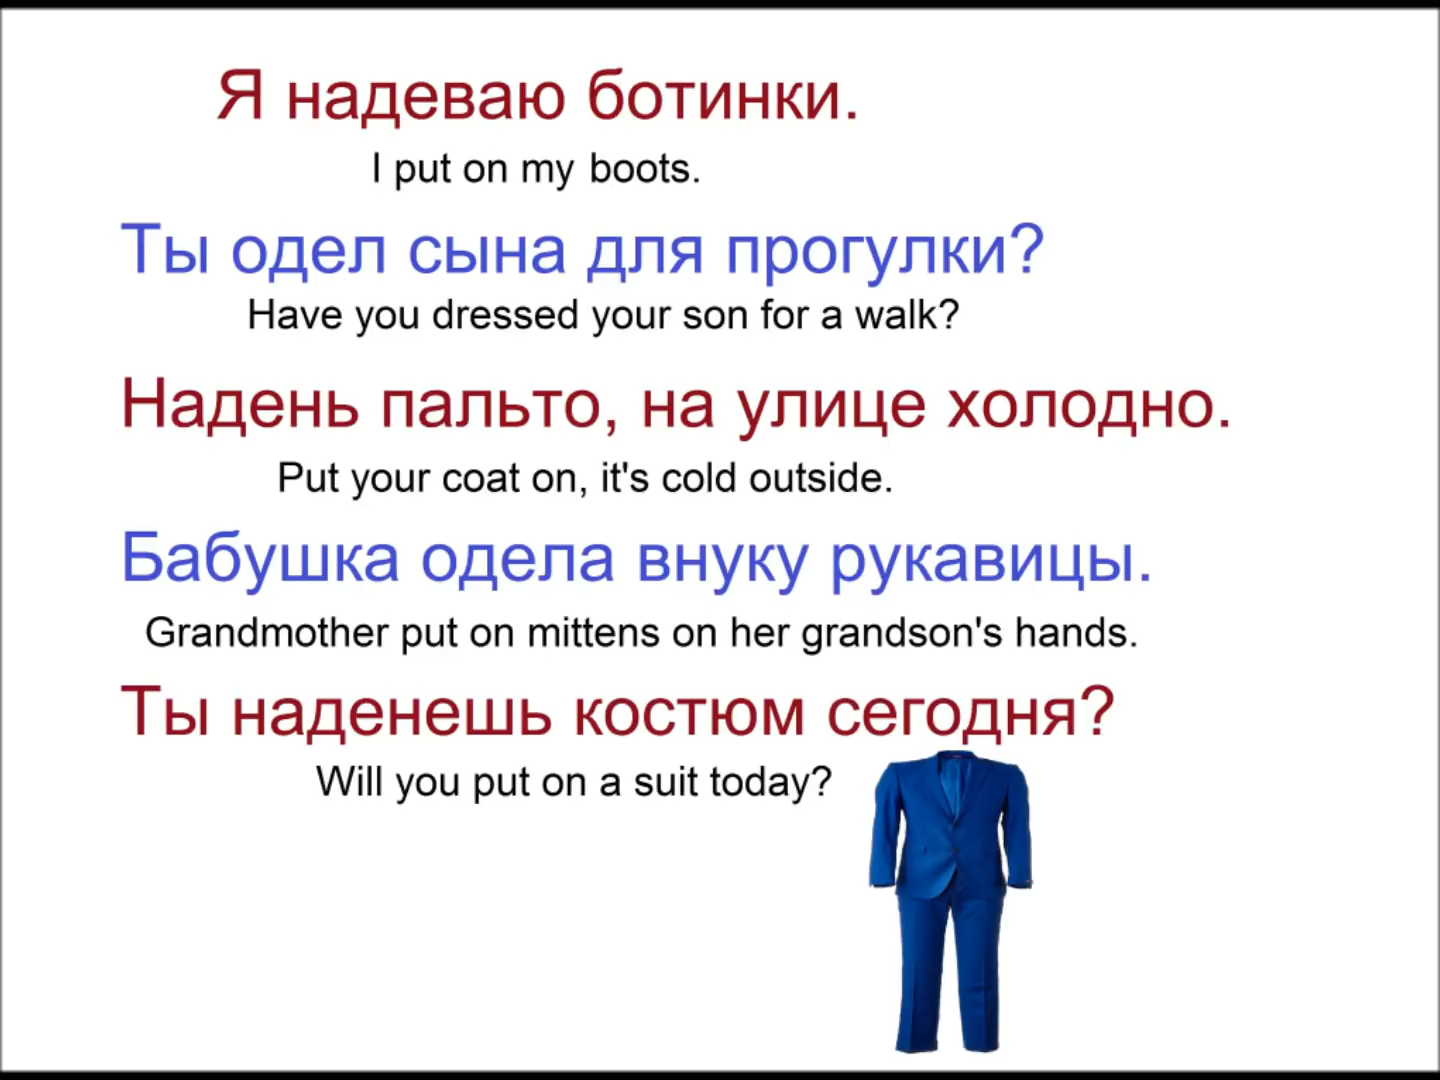 Я надеваю ботинки.
I put on my boots.
Ты одел сына для прогулки?
Have you dressed your son for a walk?
Надень пальто, на улице холодно.
Put your coat on, it's cold outside.
Бабушка одела внуку рукавицы.
Grandmother put on mittens on her grandson's hands.
Ты наденешь костюм сегодня?
Will you put on a suit today?